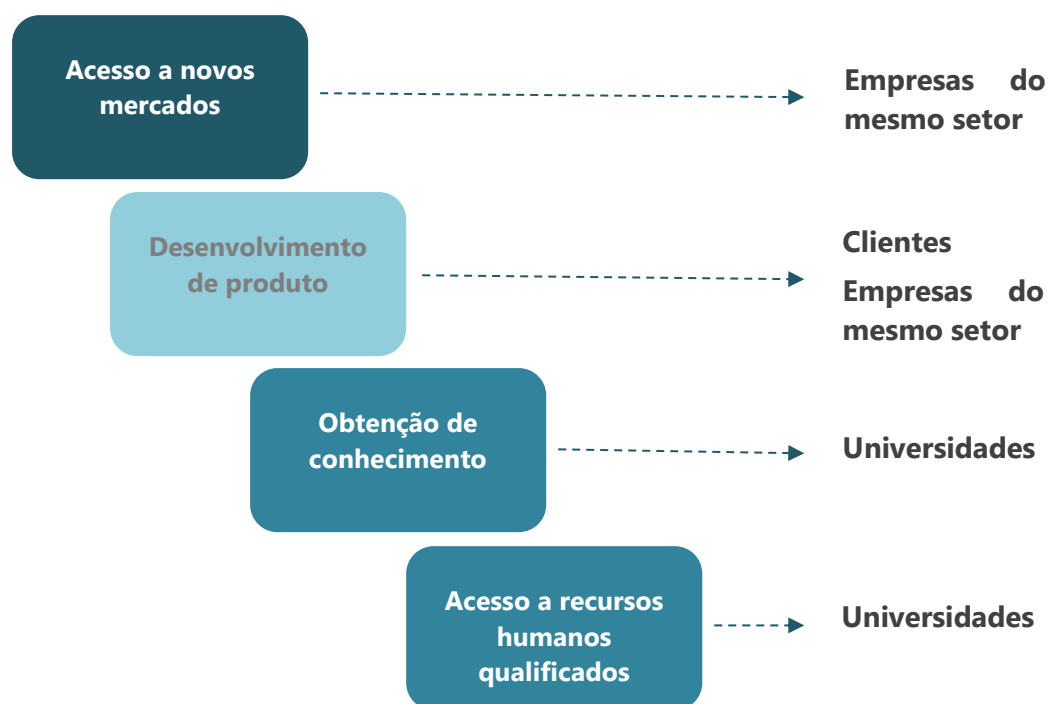 Acesso a novos
mercados
Empresas do
mesmo setor
Desenvolvimento
de produto
Clientes
Empresas do
mesmo setor
Obtenção de
conhecimento
Universidades
Acesso a recursos
humanos
qualificados
Universidades